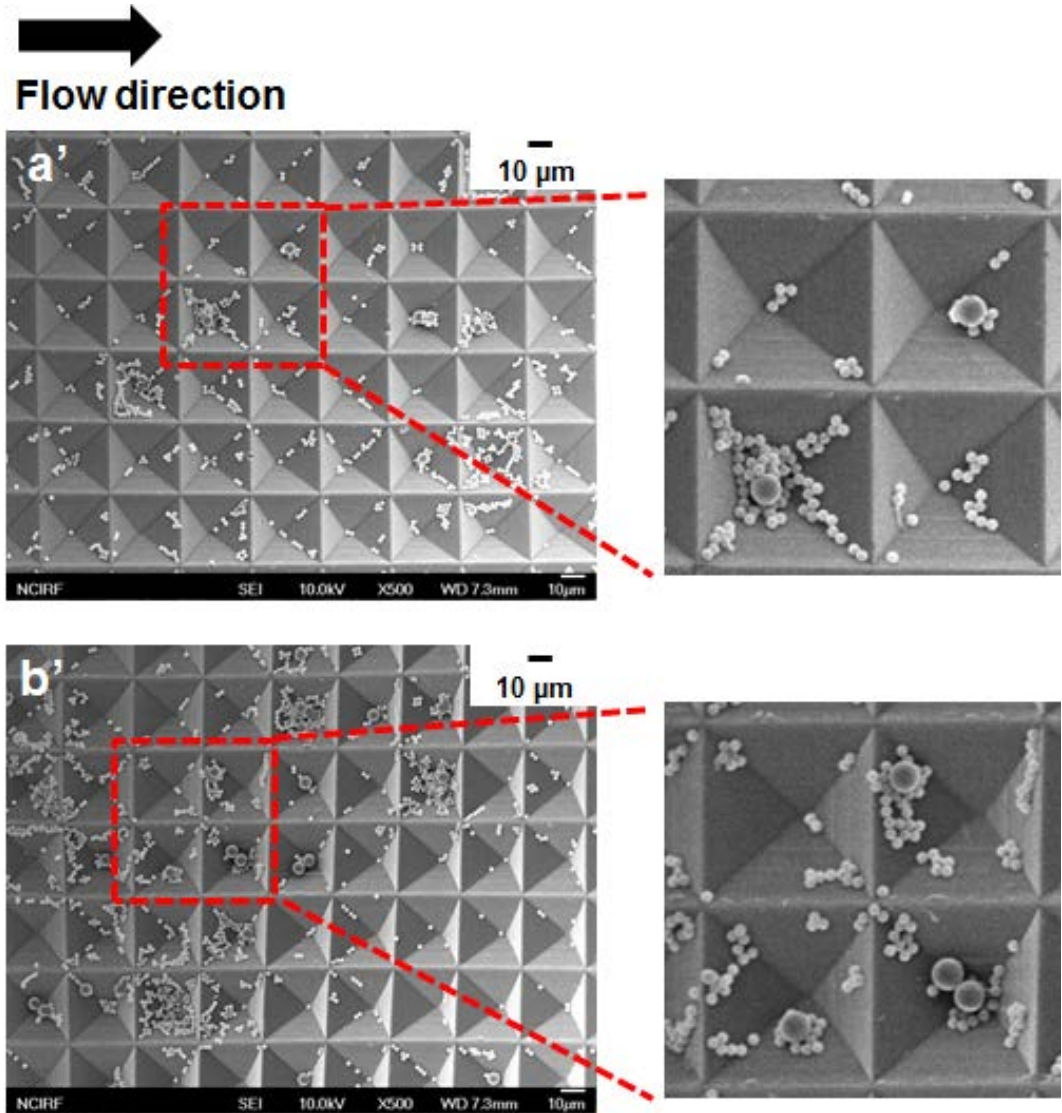 Flow direction
a’
10 µm
NCIRF SEI 10.0kV X500 WD 7.3mm 10µm
b’
10 µm
NCIRF SEI 10.0kV X500 WD 7.3mm 10µm